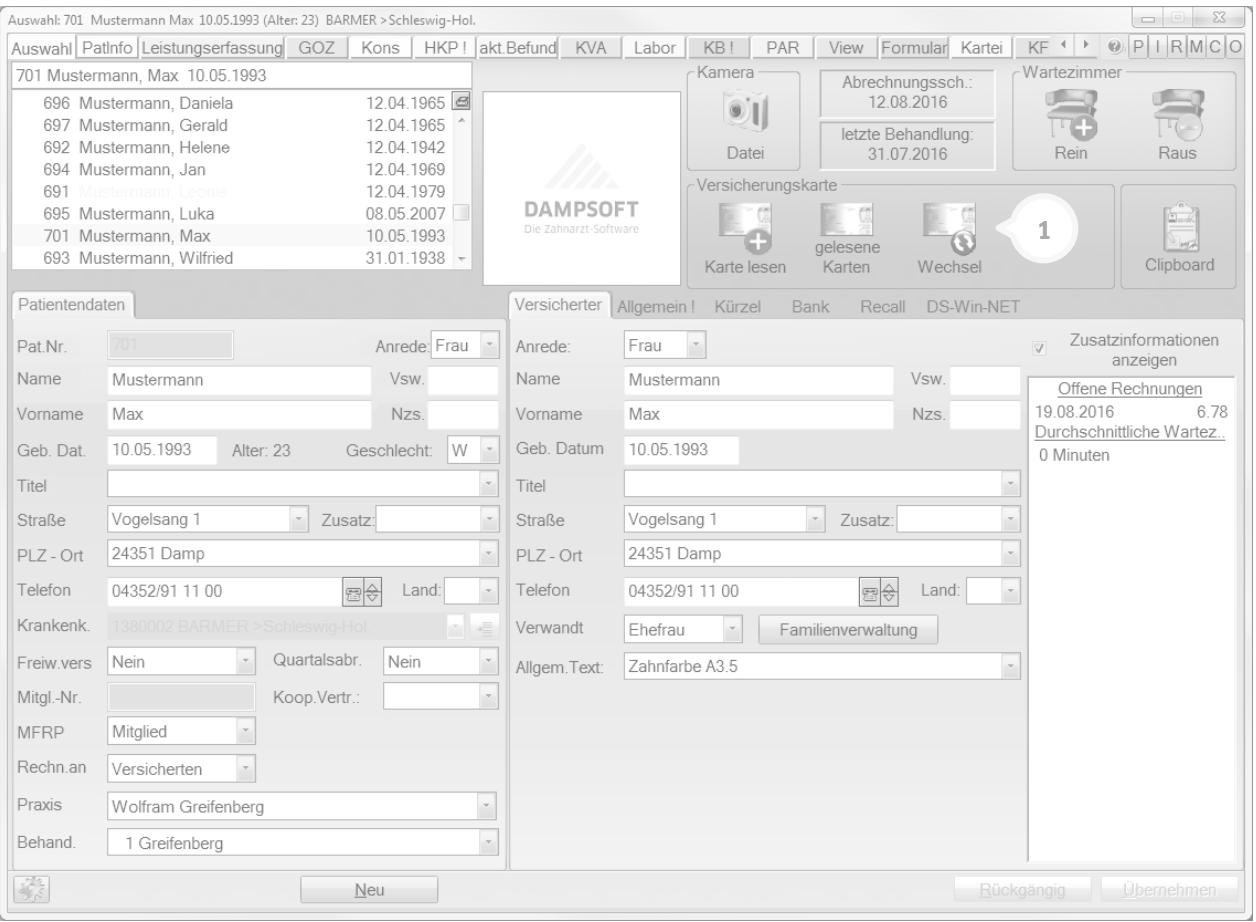 Auswahl: 701 Mustermann Max 10.05.1993 (Alter: 23) BARMER >Schleswig-Hol.
Auswahl PatInfo Leistungserfassung GOZ Kons HKP ! akt.Befund KVA Labor KB ! PAR View Formular Kartei KF P I R M C O
701 Mustermann, Max 10.05.1993
696 Mustermann, Daniela 12.04.1965
697 Mustermann, Gerald 12.04.1965
692 Mustermann, Helene 12.04.1942
694 Mustermann, Jan 12.04.1969
691 Mustermann, Leonie 12.04.1979
695 Mustermann, Luka 08.05.2007
701 Mustermann, Max 10.05.1993
693 Mustermann, Wilfried 31.01.1938
DAMPSOFT
Die Zahnarzt-Software
Kamera
Datei
Abrechnungssch.:
12.08.2016
letzte Behandlung:
31.07.2016
Wartezimmer
Rein Raus
Versicherungskarte
Karte lesen
gelesene
Karten
Wechsel
1
Clipboard
Patientendaten
Pat.Nr. 701 Anrede: Frau
Name Mustermann Vsw.
Vorname Max Nzs.
Geb. Dat. 10.05.1993 Alter: 23 Geschlecht: W
Titel
Straße Vogelsang 1 Zusatz:
PLZ - Ort 24351 Damp
Telefon 04352/91 11 00 Land:
Krankenk. 1380002 BARMER >Schleswig-Hol
Freiw.vers Nein Quartalsabr. Nein
Mitgl.-Nr. Koop.Vertr.:
MFRP Mitglied
Rechn.an Versicherten
Praxis Wolfram Greifenberg
Behand. 1 Greifenberg
Versicherter Allgemein ! Kürzel Bank Recall DS-Win-NET
Anrede: Frau
Name Mustermann Vsw.
Vorname Max Nzs.
Geb. Datum 10.05.1993
Titel
Straße Vogelsang 1 Zusatz:
PLZ - Ort 24351 Damp
Telefon 04352/91 11 00 Land:
Verwandt Ehefrau Familienverwaltung
Allgem.Text: Zahnfarbe A3.5
Zusatzinformationen
anzeigen
Offene Rechnungen
19.08.2016 6.78
Durchschnittliche Wartez..
0 Minuten
Neu Rückgängig Übernehmen